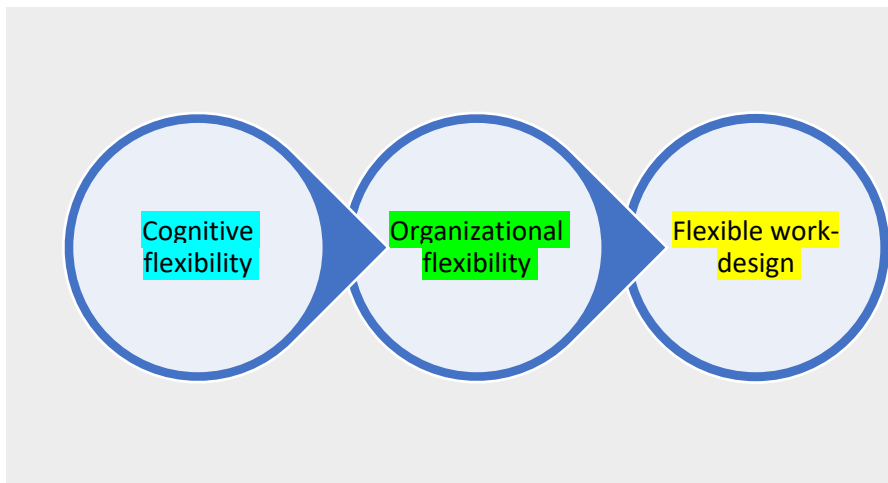 Cognitive
flexibility
Organizational
flexibility
Flexible work-
design